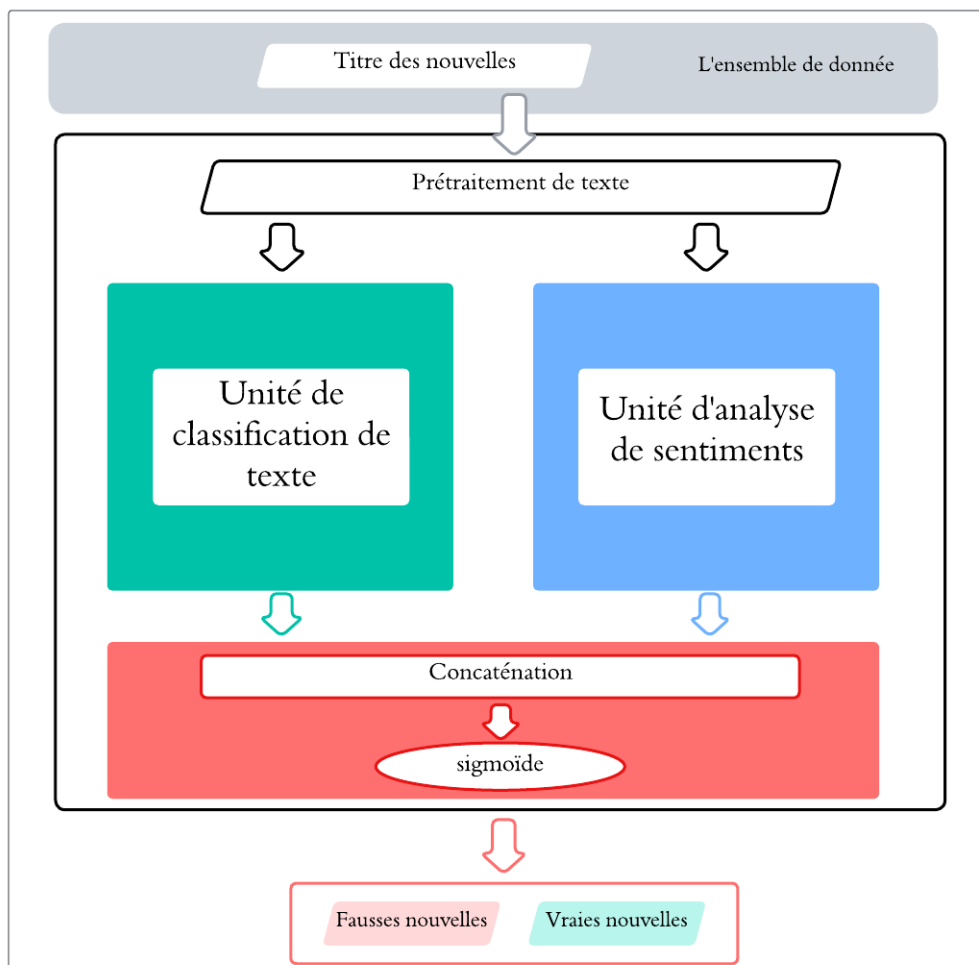 Titre des nouvelles
L'ensemble de donnée
Prétraitement de texte
Unité de
classification de
texte
Unité d'analyse
de sentiments
Concaténation
sigmoïde
Fausses nouvelles
Vraies nouvelles